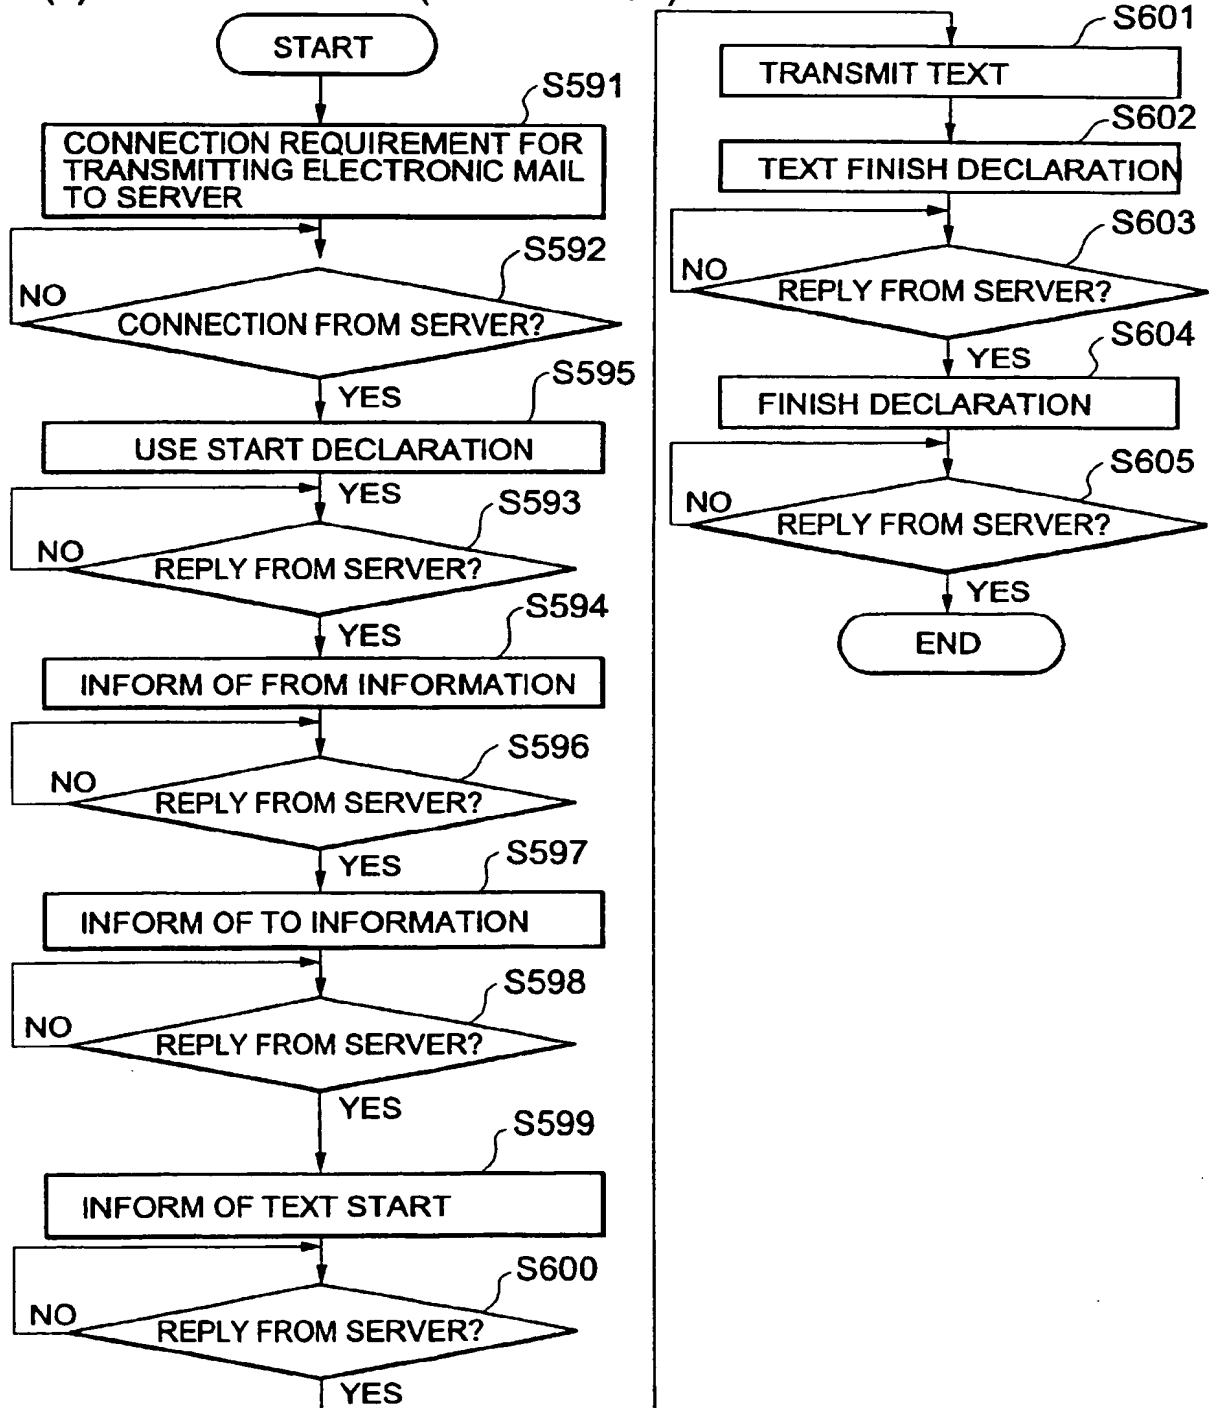 START
S591
CONNECTION REQUIREMENT FOR
TRANSMITTING ELECTRONIC MAIL
TO SERVER
S592
NO
CONNECTION FROM SERVER?
YES
S595
USE START DECLARATION
YES
S593
NO
REPLY FROM SERVER?
YES
S594
INFORM OF FROM INFORMATION
S596
NO
REPLY FROM SERVER?
YES
S597
INFORM OF TO INFORMATION
S598
NO
REPLY FROM SERVER?
YES
S599
INFORM OF TEXT START
S600
NO
REPLY FROM SERVER?
YES
S601
TRANSMIT TEXT
S602
TEXT FINISH DECLARATION
S603
NO
REPLY FROM SERVER?
YES
S604
FINISH DECLARATION
S605
NO
REPLY FROM SERVER?
YES
END